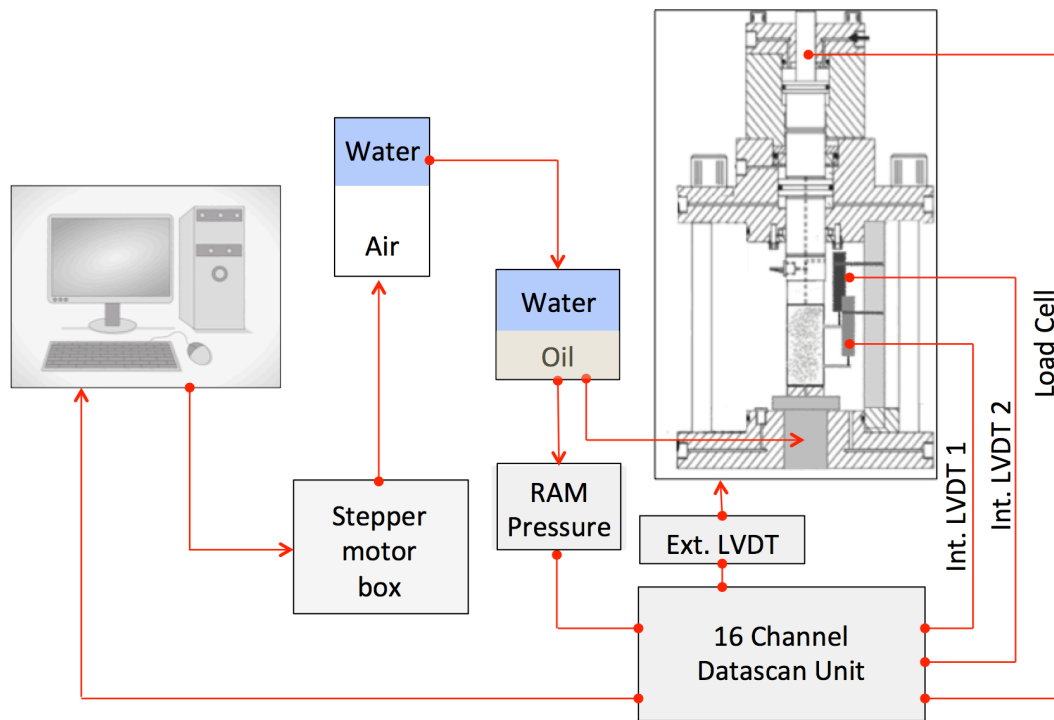 Water
Air
Water
Oil
Stepper
motor
box
RAM
Pressure
Ext. LVDT
16 Channel
Datascan Unit
Int. LVDT 1
Int. LVDT 2
Load Cell